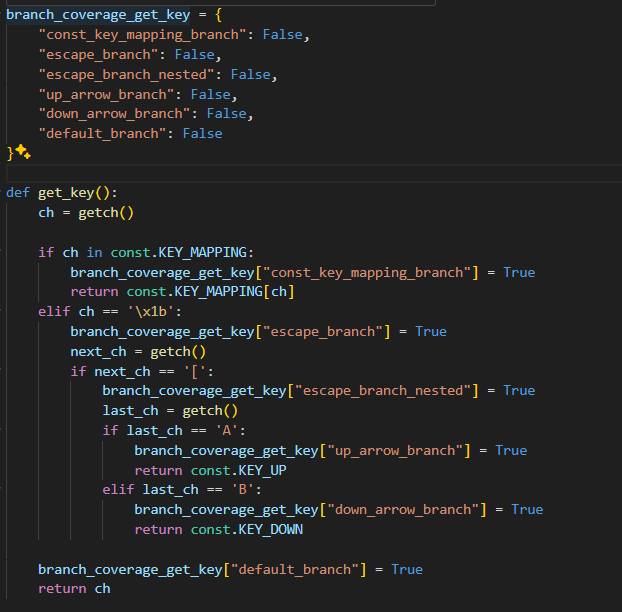 branch_coverage_get_key = {
    "const_key_mapping_branch": False,
    "escape_branch": False,
    "escape_branch_nested": False,
    "up_arrow_branch": False,
    "down_arrow_branch": False,
    "default_branch": False
}
def get_key():
    ch = getch()
    if ch in const.KEY_MAPPING:
        branch_coverage_get_key["const_key_mapping_branch"] = True
        return const.KEY_MAPPING[ch]
    elif ch == '\x1b':
        branch_coverage_get_key["escape_branch"] = True
        next_ch = getch()
        if next_ch == '[':
            branch_coverage_get_key["escape_branch_nested"] = True
            last_ch = getch()
            if last_ch == 'A':
                branch_coverage_get_key["up_arrow_branch"] = True
                return const.KEY_UP
            elif last_ch == 'B':
                branch_coverage_get_key["down_arrow_branch"] = True
                return const.KEY_DOWN
    branch_coverage_get_key["default_branch"] = True
    return ch